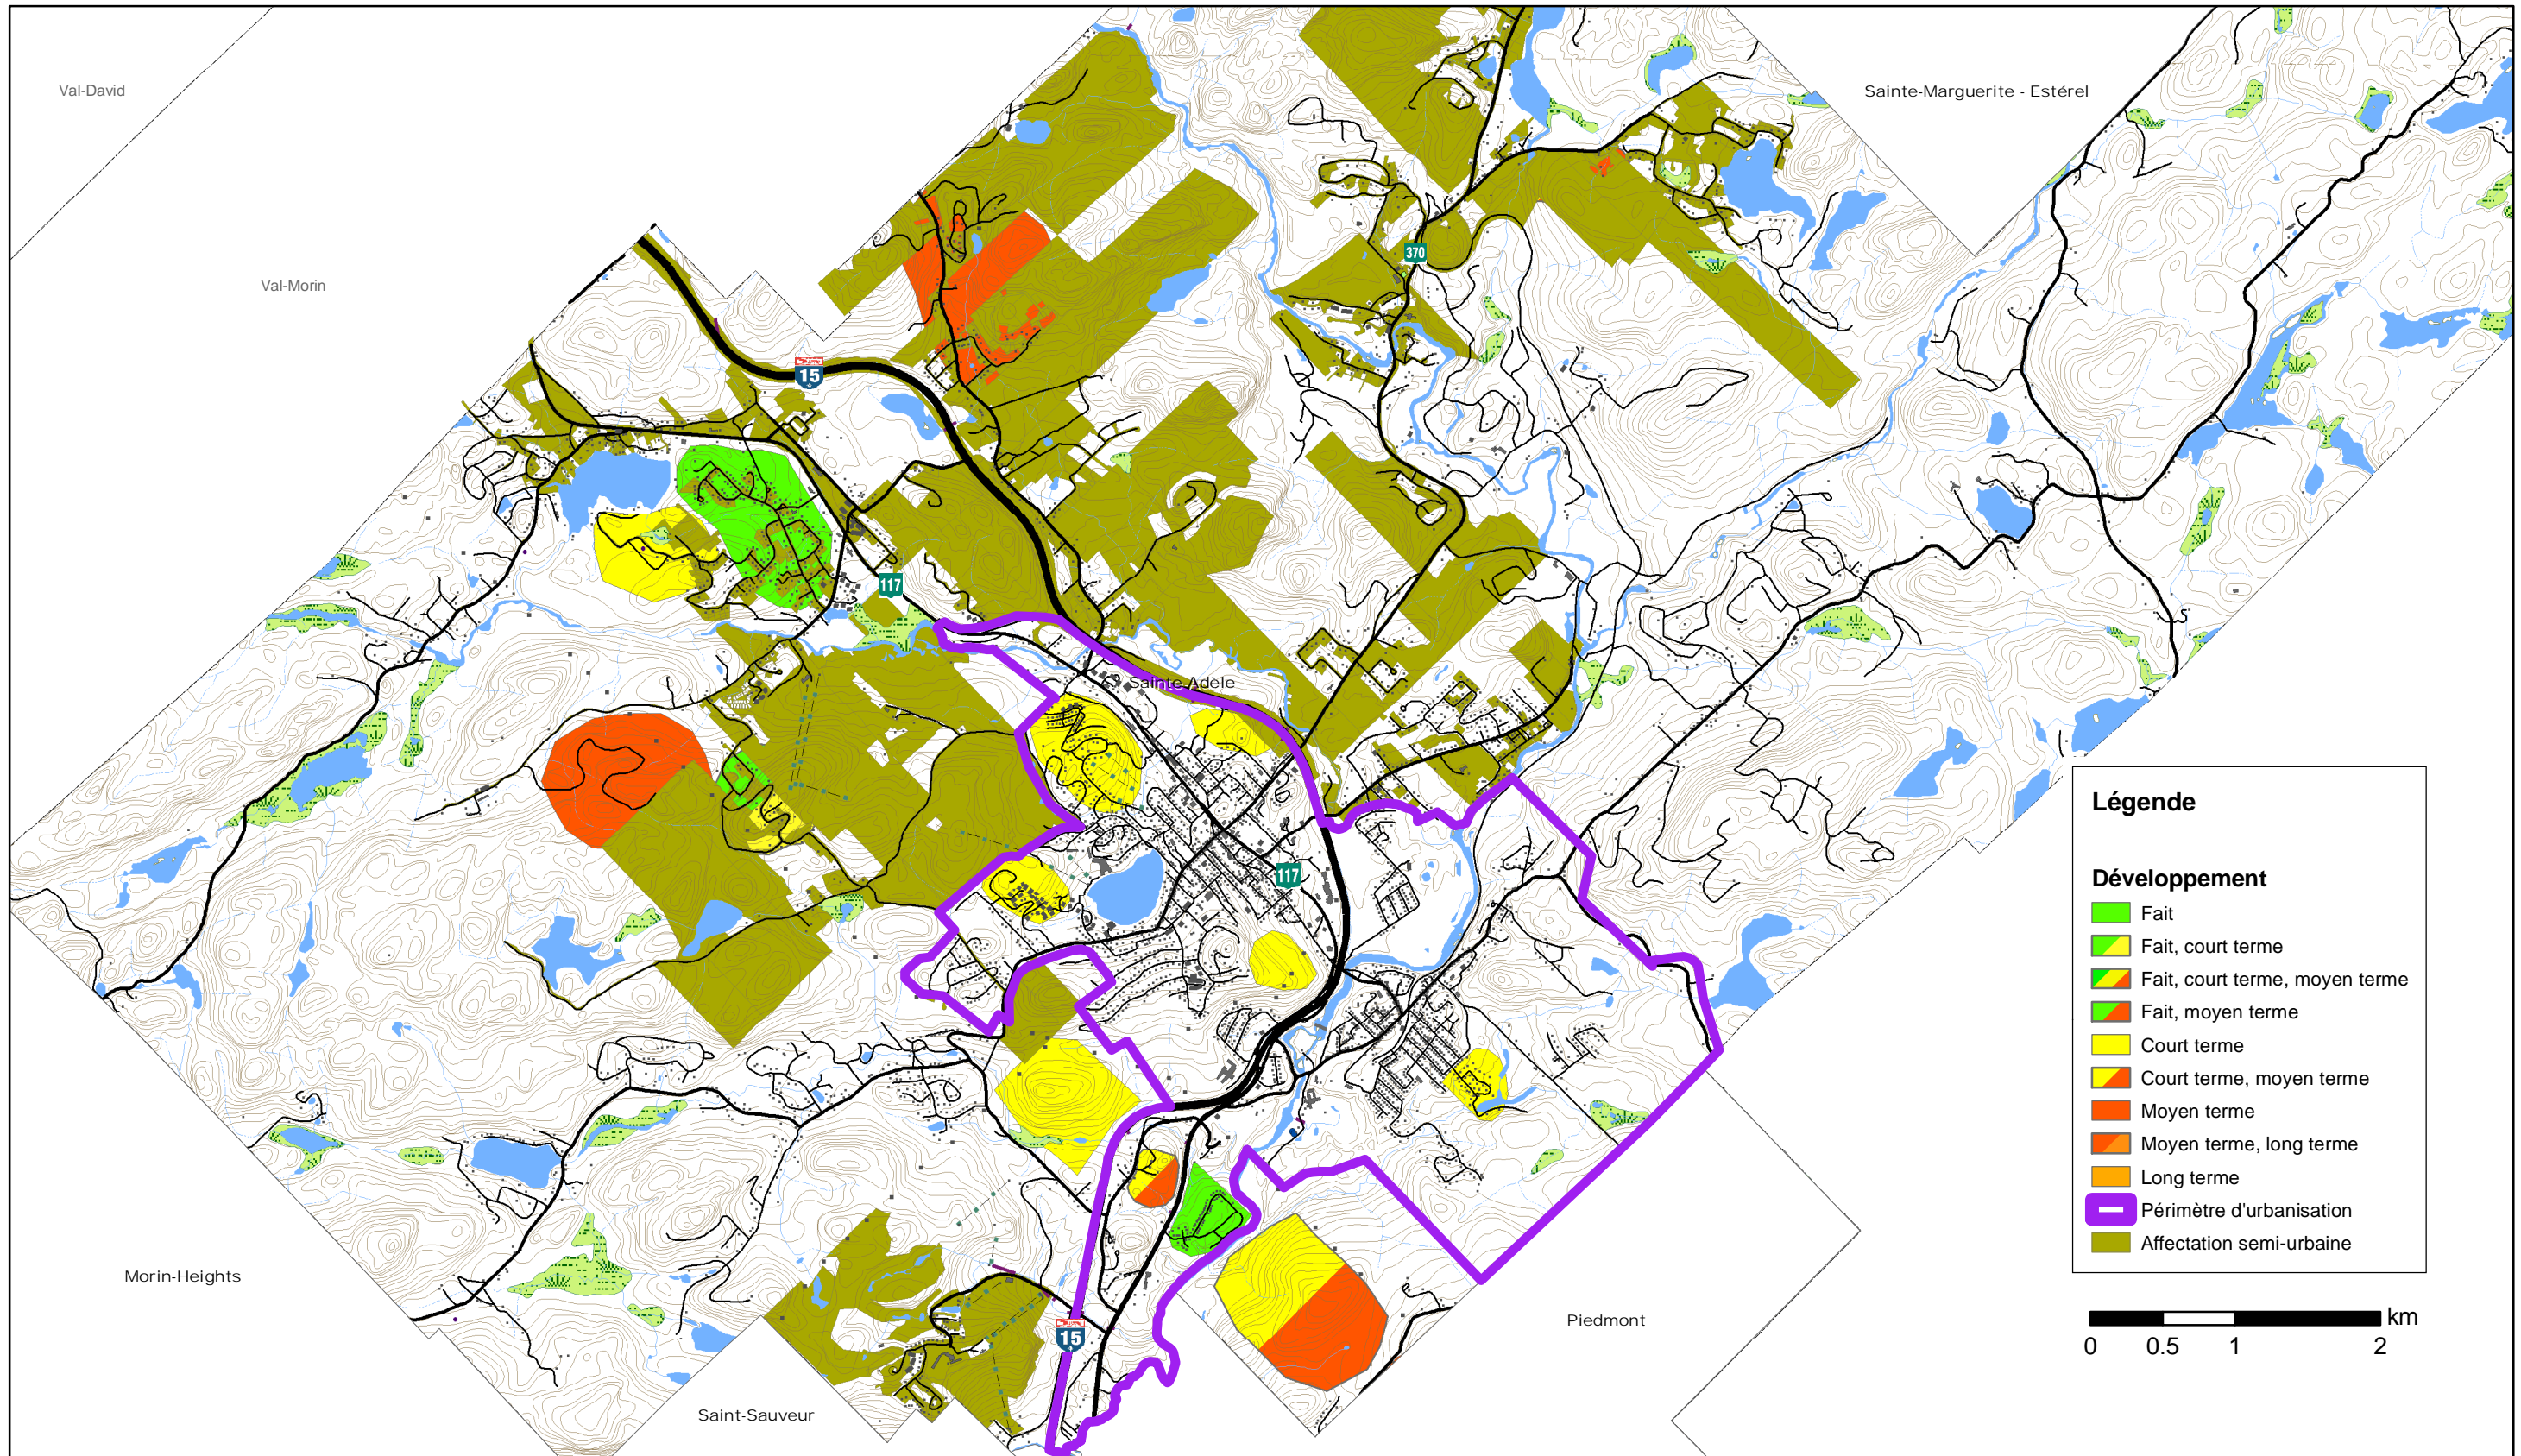 Val-David
Sainte-Marguerite - Estérel
370
Val-Morin
15
117
Sainte-Adèle
117
Légende
Développement
Fait
Fait, court terme
Fait, court terme, moyen terme
Fait, moyen terme
Court terme
Court terme, moyen terme
Moyen terme
Moyen terme, long terme
Long terme
Périmètre d'urbanisation
Affectation semi-urbaine
km
0 0.5 1 2
Morin-Heights
Piedmont
15
Saint-Sauveur